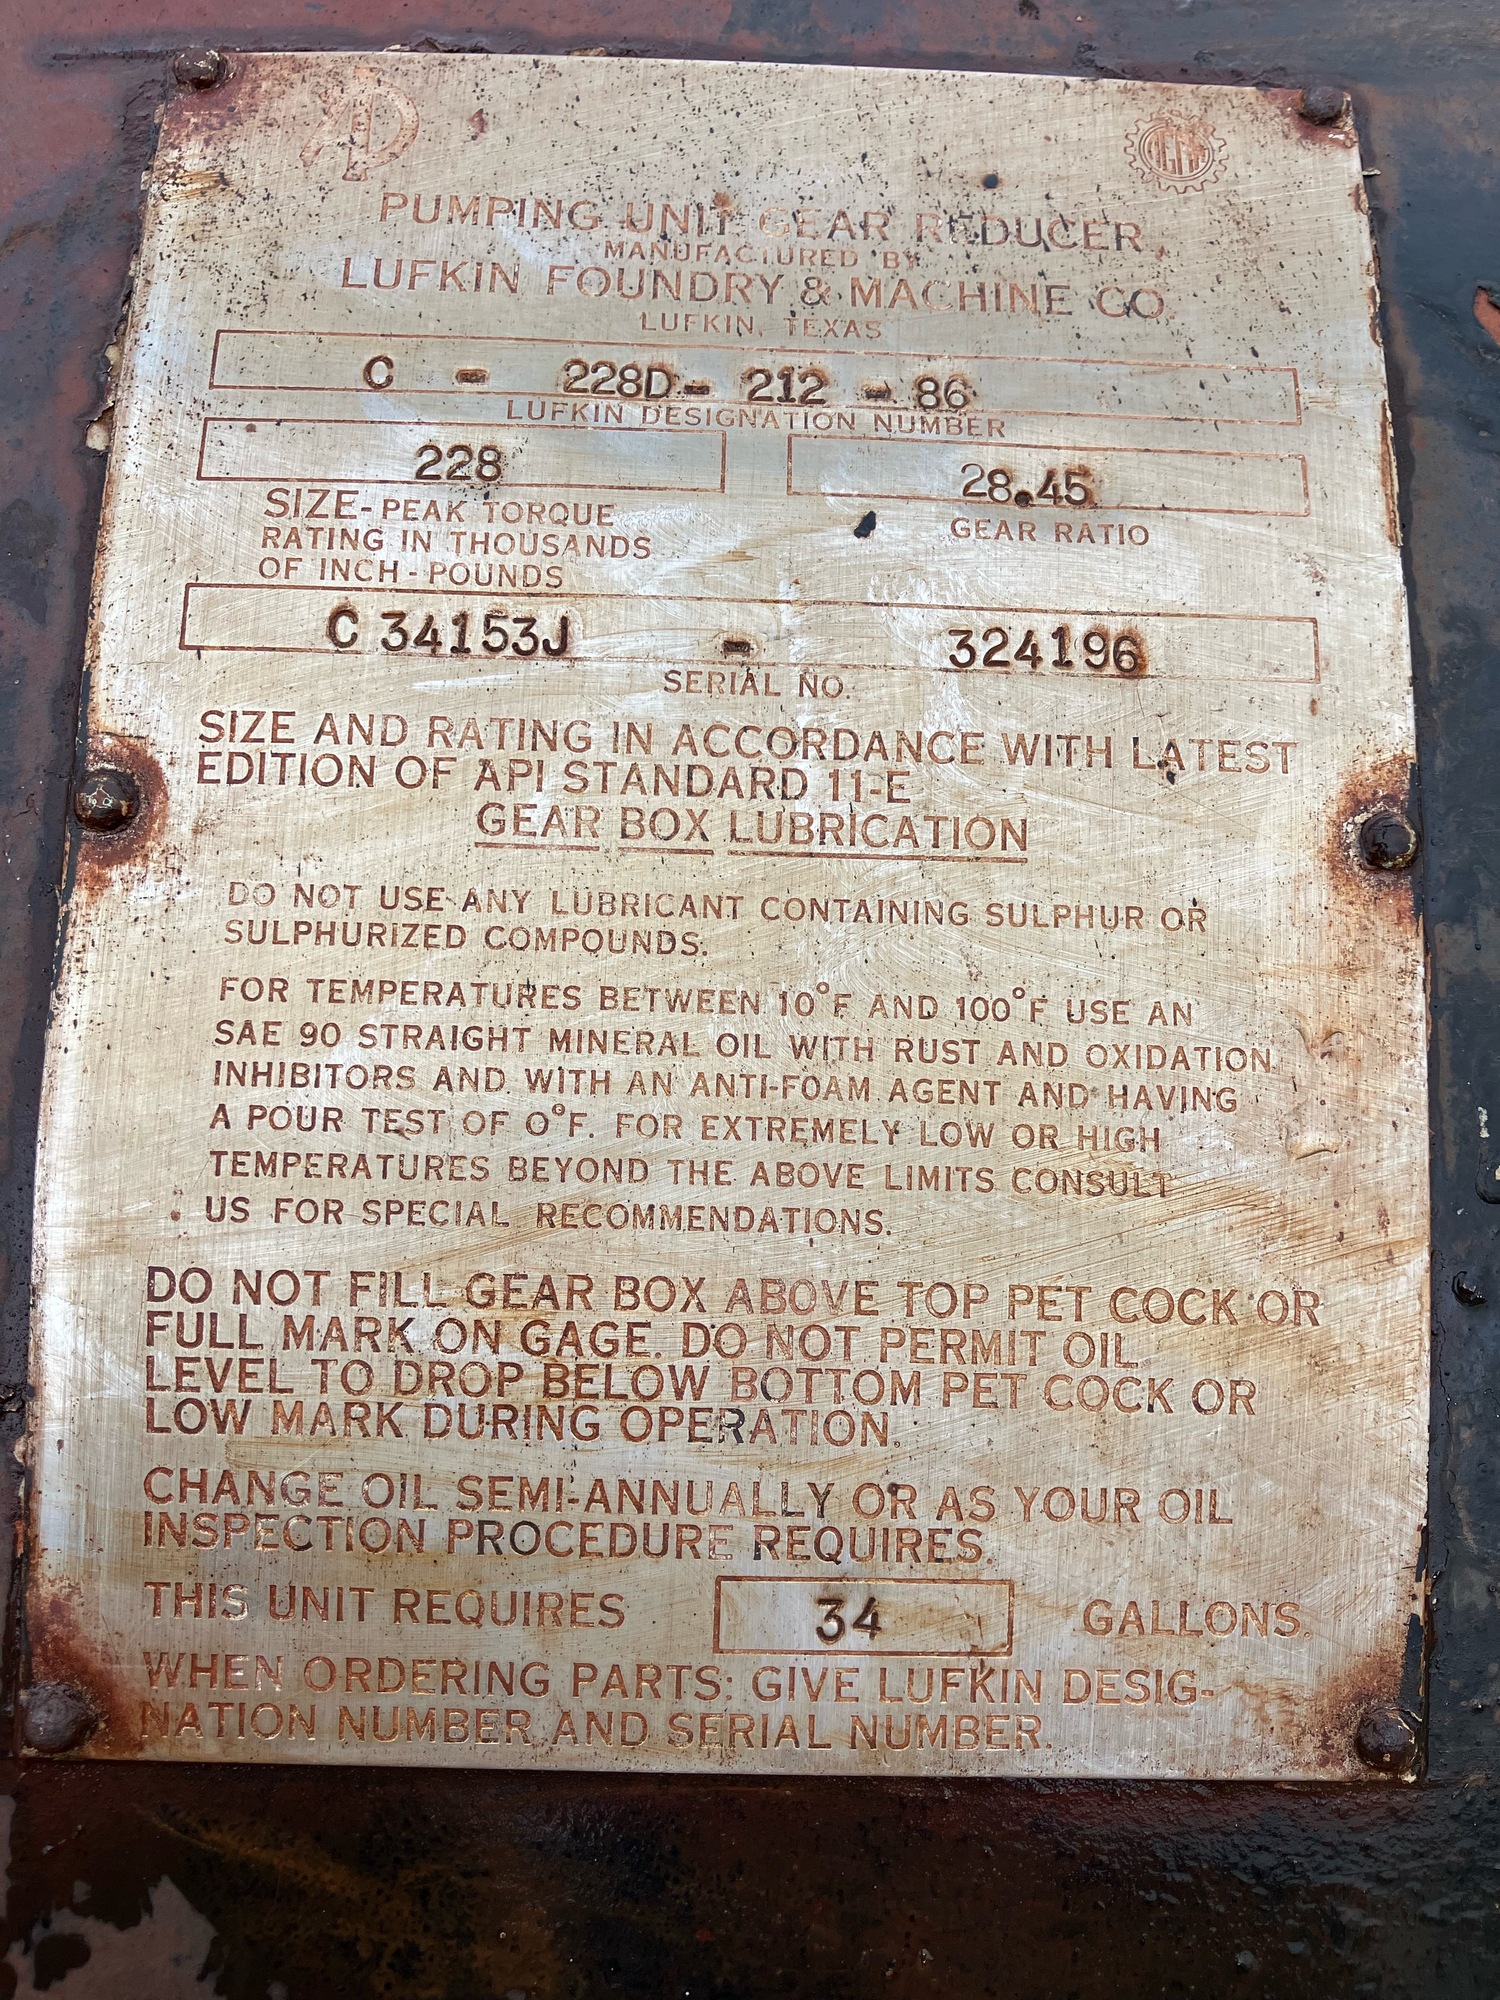 API
AGMA
PUMPING UNIT GEAR REDUCER
MANUFACTURED BY
LUFKIN FOUNDRY & MACHINE CO.
LUFKIN, TEXAS
C - 228D - 212 - 86
LUFKIN DESIGNATION NUMBER
228
28.45
SIZE-PEAK TORQUE
RATING IN THOUSANDS
OF INCH-POUNDS
GEAR RATIO
C34153J - 324196
SERIAL NO.
SIZE AND RATING IN ACCORDANCE WITH LATEST
EDITION OF API STANDARD 11-E
GEAR BOX LUBRICATION
DO NOT USE ANY LUBRICANT CONTAINING SULPHUR OR
SULPHURIZED COMPOUNDS.
FOR TEMPERATURES BETWEEN 10°F AND 100°F USE AN
SAE 90 STRAIGHT MINERAL OIL WITH RUST AND OXIDATION
INHIBITORS AND WITH AN ANTI-FOAM AGENT AND HAVING
A POUR TEST OF 0°F. FOR EXTREMELY LOW OR HIGH
TEMPERATURES BEYOND THE ABOVE LIMITS CONSULT
US FOR SPECIAL RECOMMENDATIONS.
DO NOT FILL GEAR BOX ABOVE TOP PET COCK OR
FULL MARK ON GAGE. DO NOT PERMIT OIL
LEVEL TO DROP BELOW BOTTOM PET COCK OR
LOW MARK DURING OPERATION.
CHANGE OIL SEMI-ANNUALLY OR AS YOUR OIL
INSPECTION PROCEDURE REQUIRES.
THIS UNIT REQUIRES 34 GALLONS.
WHEN ORDERING PARTS: GIVE LUFKIN DESIG-
NATION NUMBER AND SERIAL NUMBER.